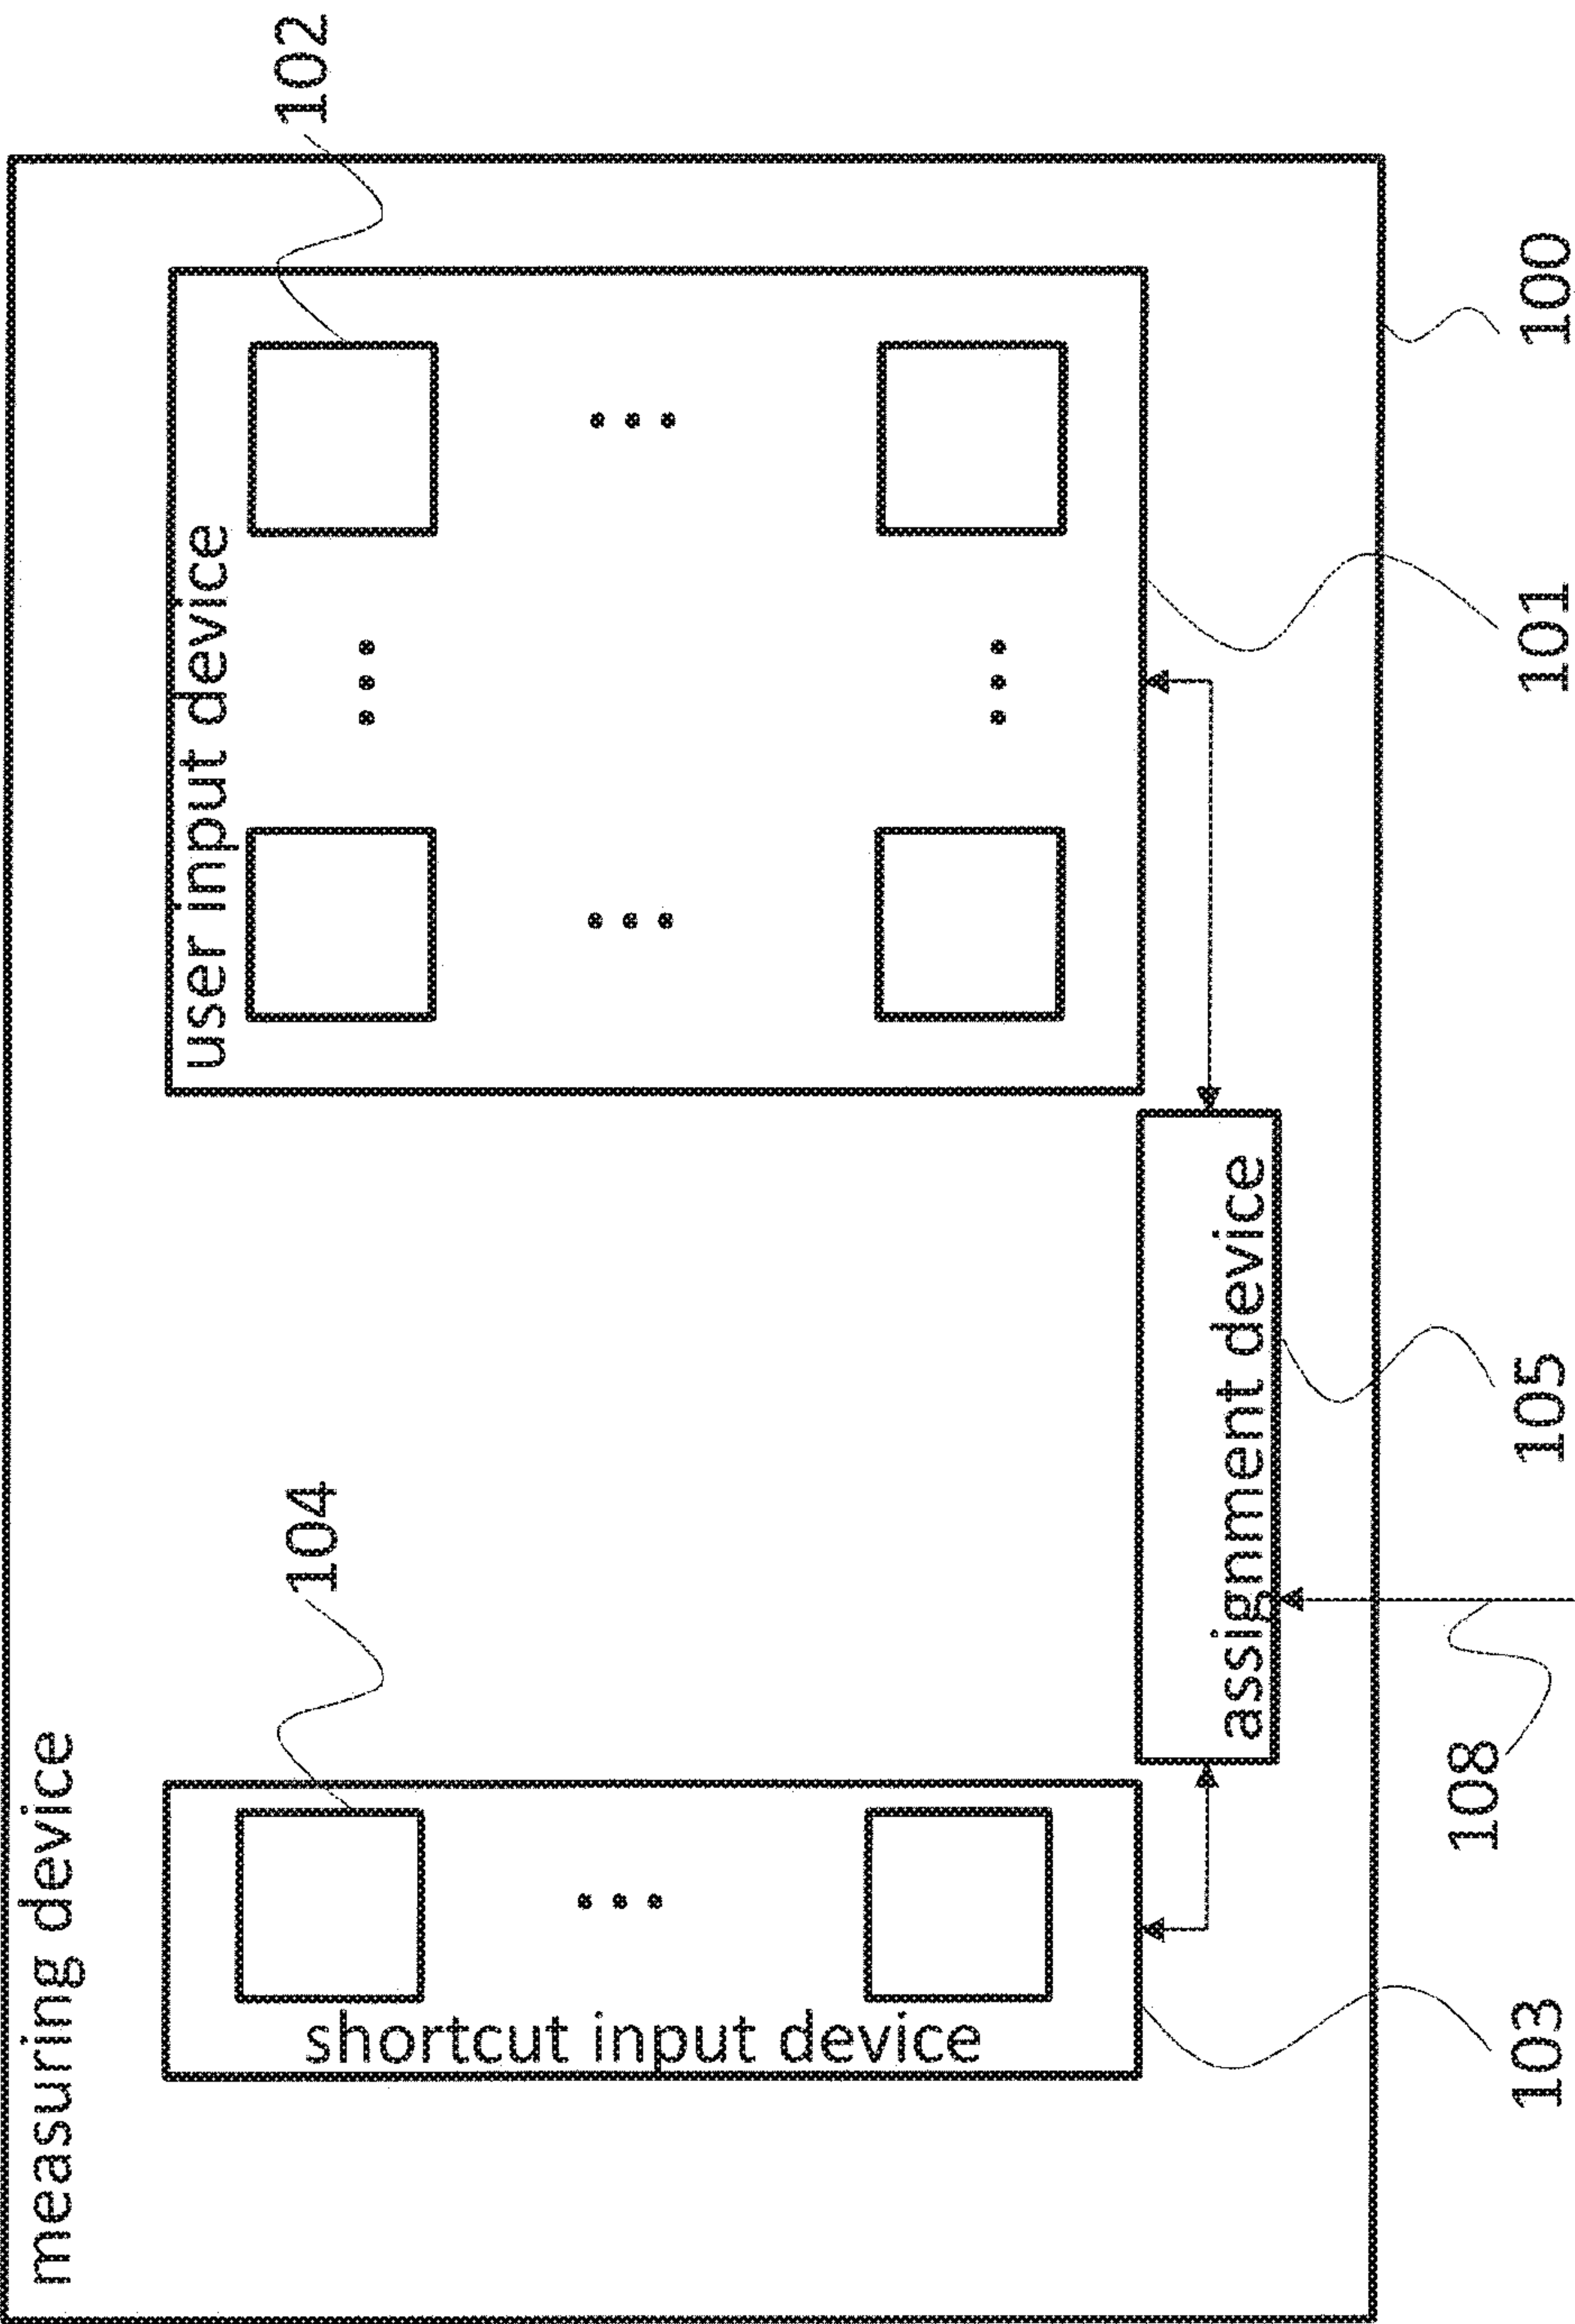 measuring device
104
102
user input device
shortcut input device
assignment device
103
108
105
101
100